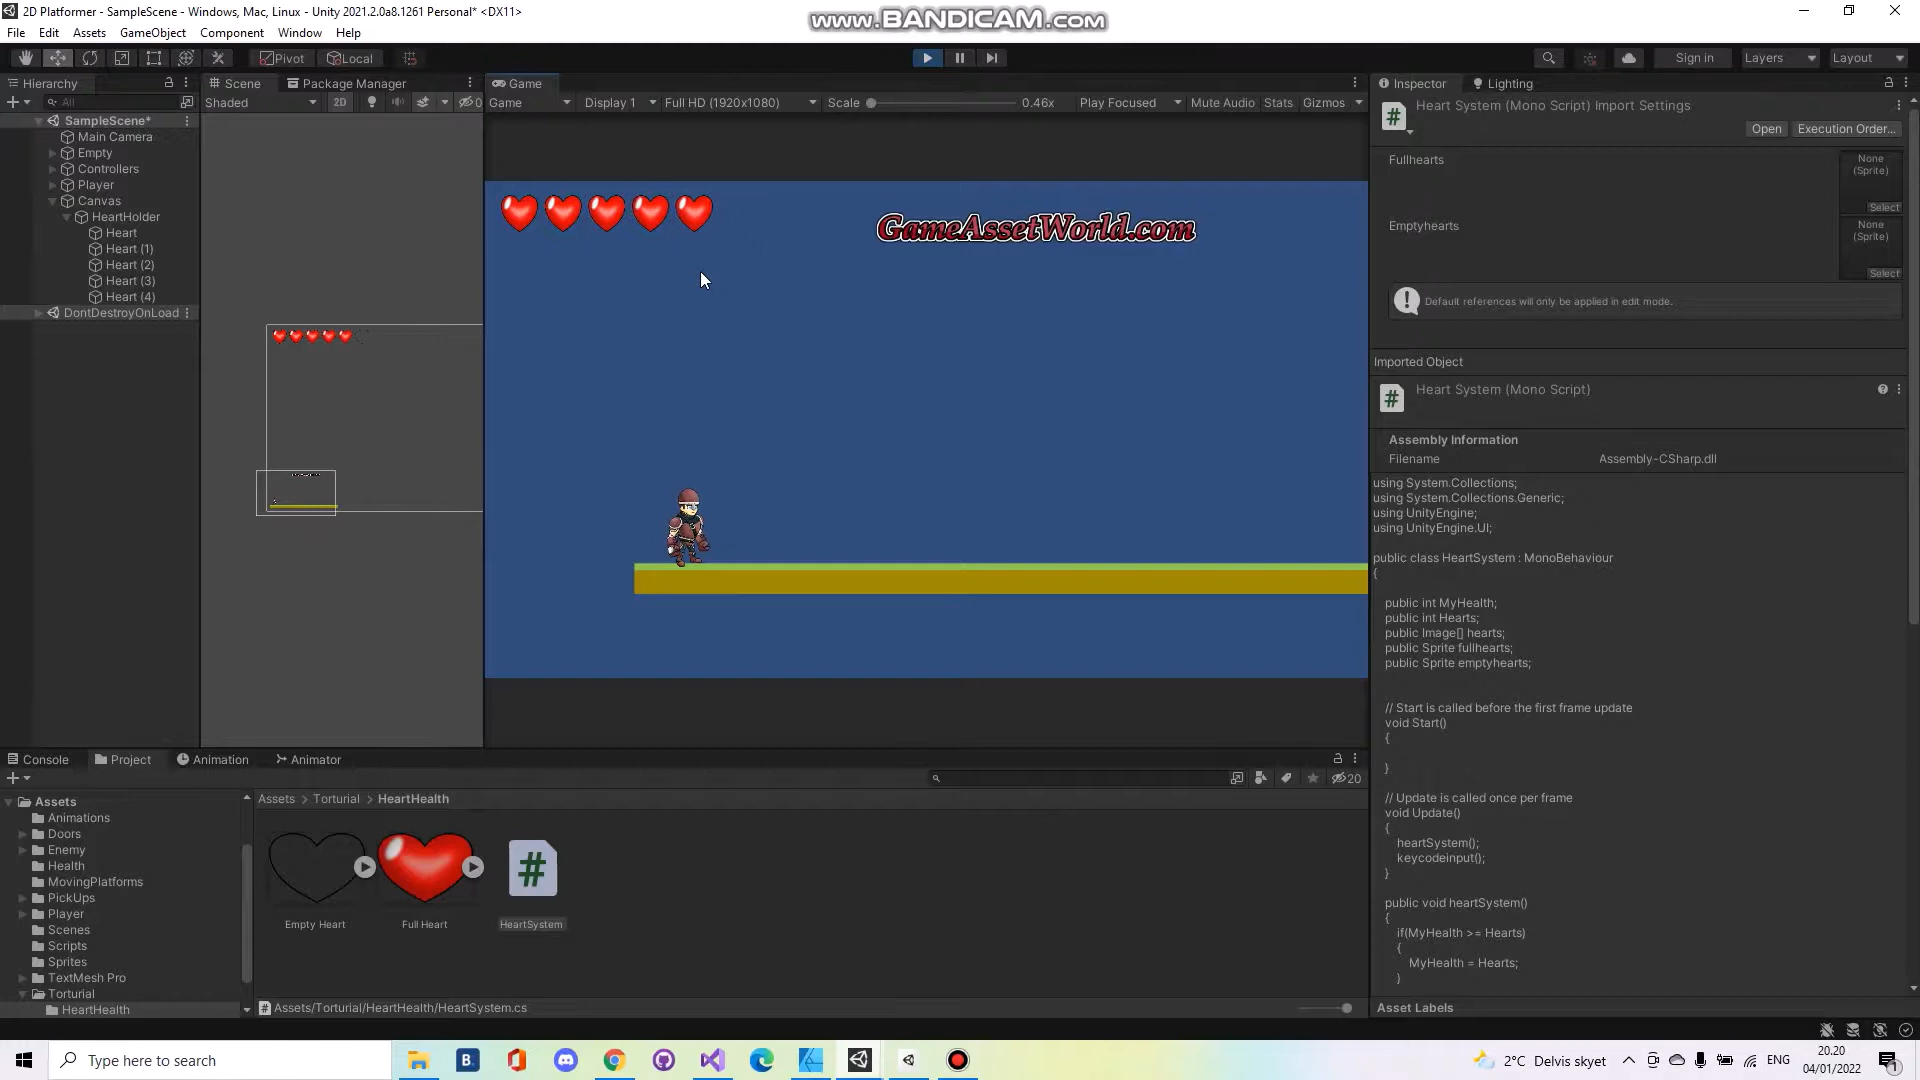 2D Platformer - SampleScene - Windows, Mac, Linux - Unity 2021.2.0a8.1261 Personal* <DX11>
www.BANDICAM.com
File Edit Assets GameObject Component Window Help
Pivot Local Sign in Layers Layout
Hierarchy
All
SampleScene*
Main Camera
Empty
Controllers
Player
Canvas
HeartHolder
Heart
Heart (1)
Heart (2)
Heart (3)
Heart (4)
DontDestroyOnLoad
Scene Package Manager
Shaded 2D 0
Game
Game Display 1 Full HD (1920x1080) Scale 0.46x Play Focused Mute Audio Stats Gizmos
GameAssetWorld.com
Inspector Lighting
Heart System (Mono Script) Import Settings
Open Execution Order...
Fullhearts
None
(Sprite)
Select
Emptyhearts
None
(Sprite)
Select
Default references will only be applied in edit mode.
Imported Object
Heart System (Mono Script)
Assembly Information
Filename Assembly-CSharp.dll
using System.Collections;
using System.Collections.Generic;
using UnityEngine;
using UnityEngine.UI;
public class HeartSystem : MonoBehaviour
{
public int MyHealth;
public int Hearts;
public Image[] hearts;
public Sprite fullhearts;
public Sprite emptyhearts;
// Start is called before the first frame update
void Start()
{
}
// Update is called once per frame
void Update()
{
heartSystem();
keycodeinput();
}
public void heartSystem()
{
if(MyHealth >= Hearts)
{
MyHealth = Hearts;
}
Asset Labels
Console Project Animation Animator
20
Assets
Animations
Doors
Enemy
Health
MovingPlatforms
PickUps
Player
Scenes
Scripts
Sprites
TextMesh Pro
Torturial
HeartHealth
Assets > Torturial > HeartHealth
Empty Heart Full Heart HeartSystem
Assets/Torturial/HeartHealth/HeartSystem.cs
Type here to search
2°C Delvis skyet
ENG
20.20
04/01/2022
1